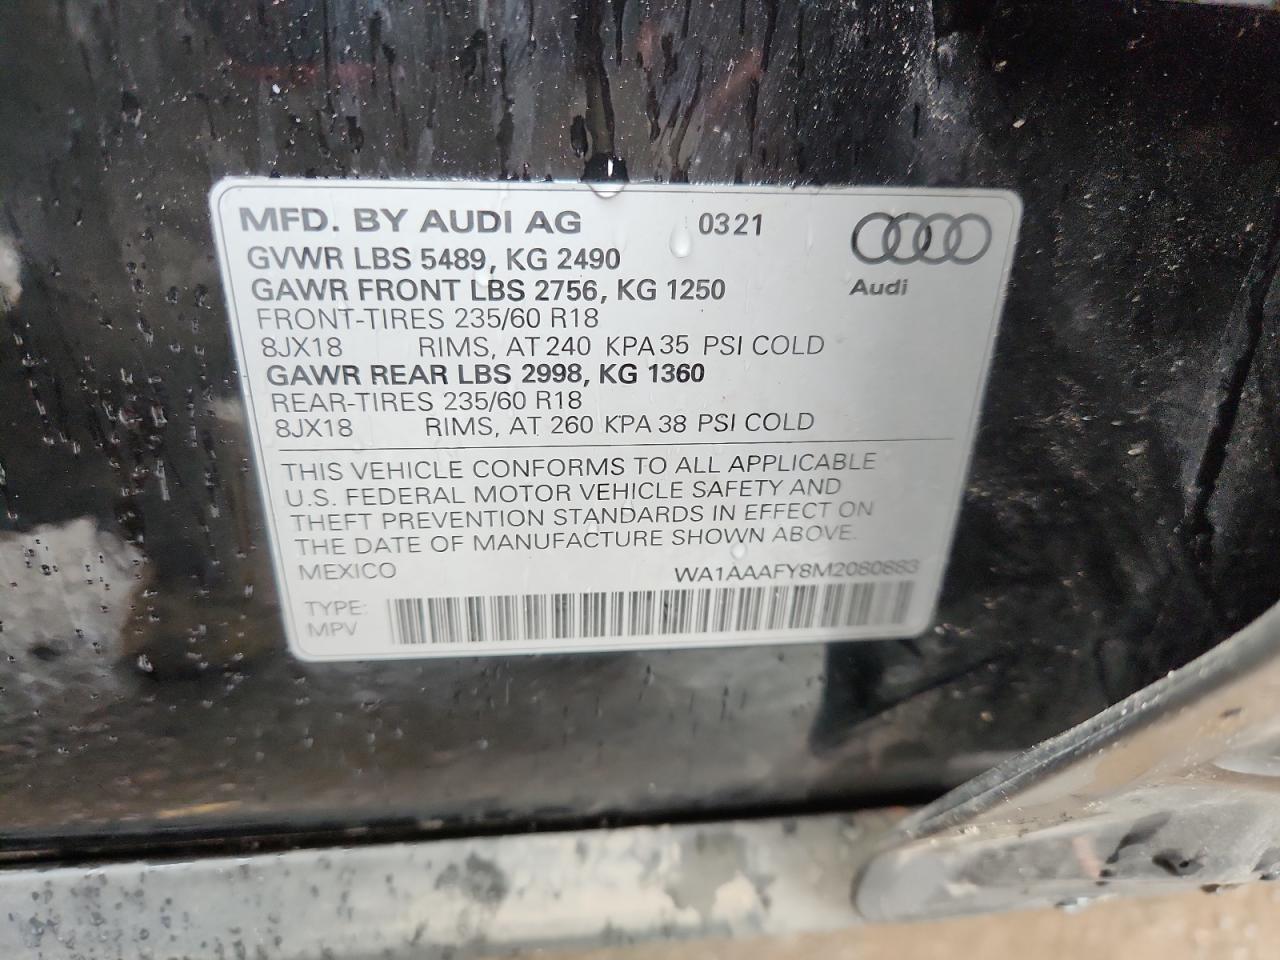 MFD. BY AUDI AG 0321
GVWR LBS 5489, KG 2490
GAWR FRONT LBS 2756, KG 1250
Audi
FRONT-TIRES 235/60 R18
8JX18 RIMS, AT 240 KPA 35 PSI COLD
GAWR REAR LBS 2998, KG 1360
REAR-TIRES 235/60 R18
8JX18 RIMS, AT 260 KPA 38 PSI COLD
THIS VEHICLE CONFORMS TO ALL APPLICABLE
U.S. FEDERAL MOTOR VEHICLE SAFETY AND
THEFT PREVENTION STANDARDS IN EFFECT ON
THE DATE OF MANUFACTURE SHOWN ABOVE.
MEXICO
TYPE:
MPV